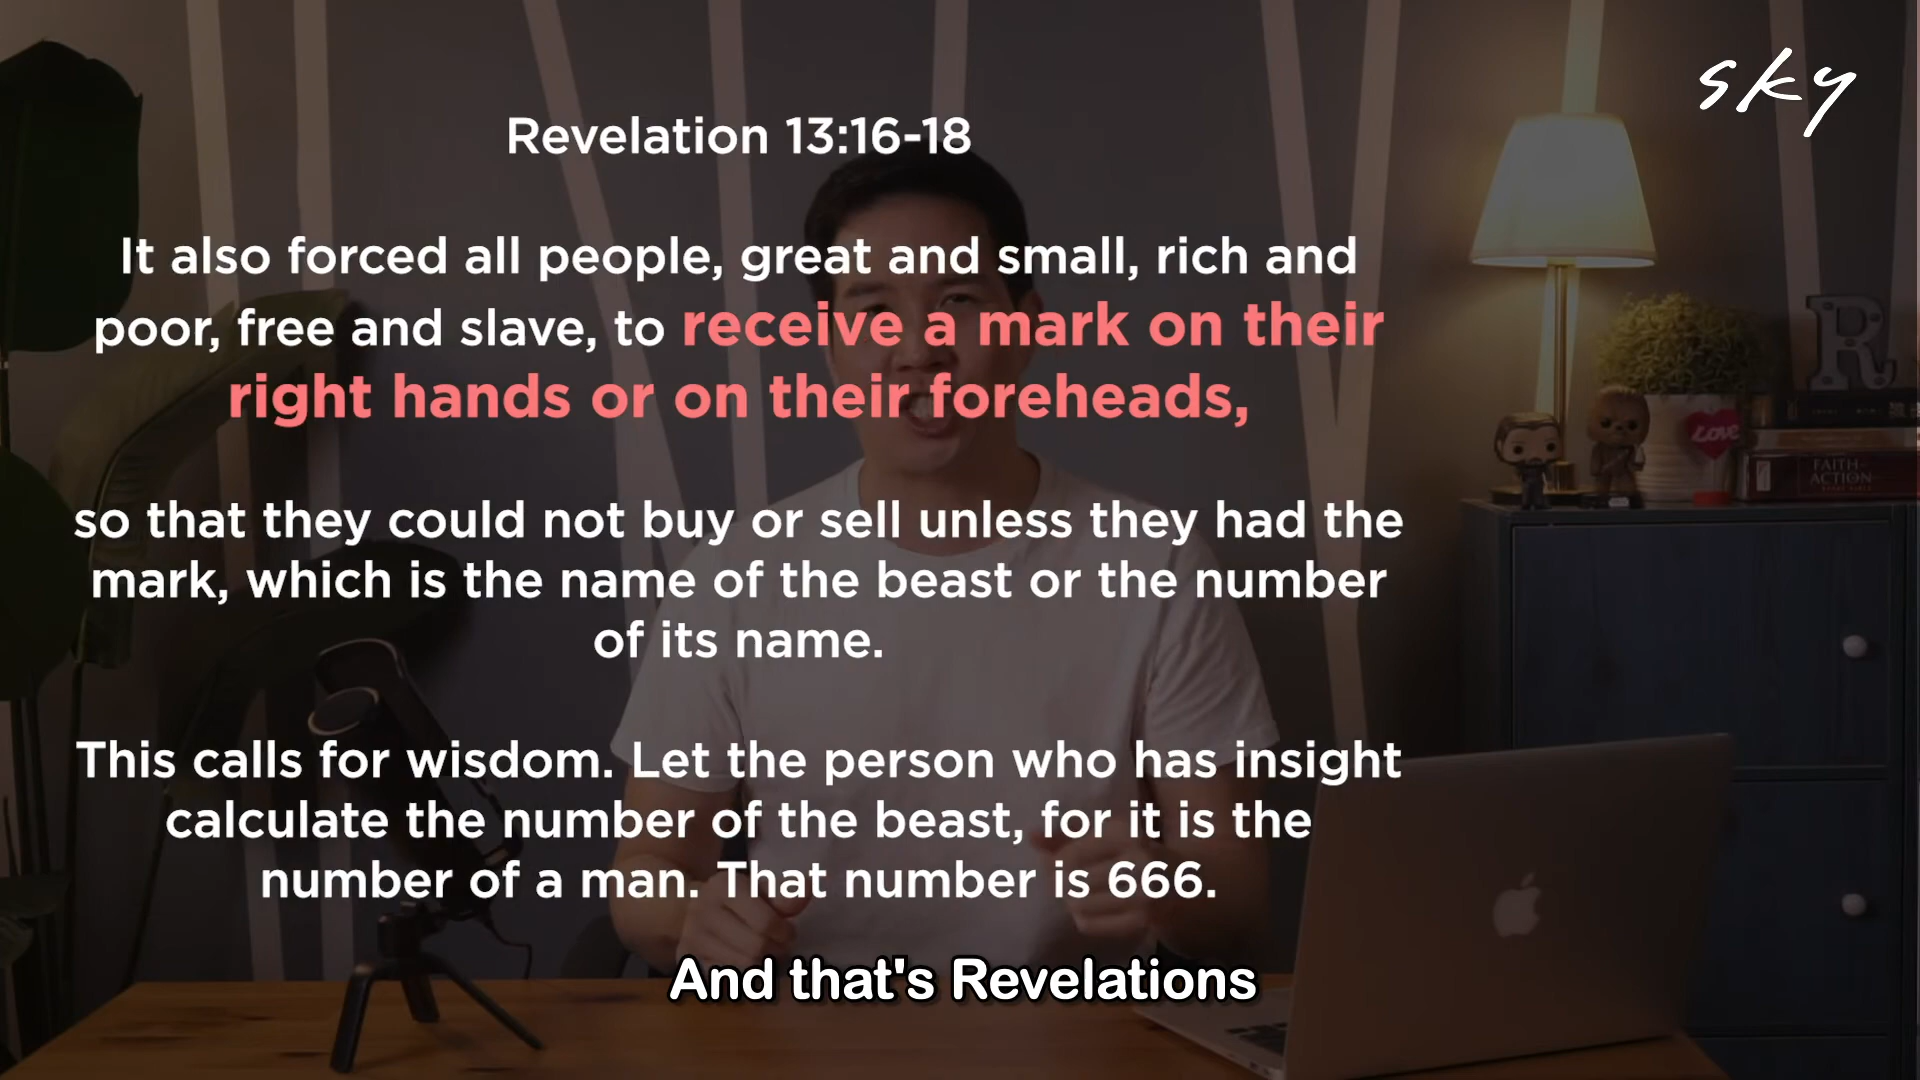 sky
Revelation 13:16-18
It also forced all people, great and small, rich and
poor, free and slave, to receive a mark on their
right hands or on their foreheads,
so that they could not buy or sell unless they had the
mark, which is the name of the beast or the number
of its name.
This calls for wisdom. Let the person who has insight
calculate the number of the beast, for it is the
number of a man. That number is 666.
R
Love
FAITH
ACTION
And that's Revelations